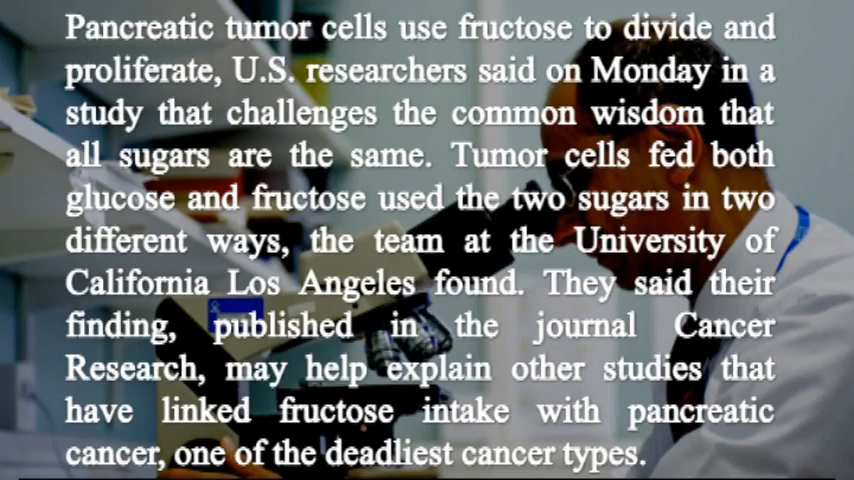 Pancreatic tumor cells use fructose to divide and
proliferate, U.S. researchers said on Monday in a
study that challenges the common wisdom that
all sugars are the same. Tumor cells fed both
glucose and fructose used the two sugars in two
different ways, the team at the University of
California Los Angeles found. They said their
finding, published in the journal Cancer
Research, may help explain other studies that
have linked fructose intake with pancreatic
cancer, one of the deadliest cancer types.